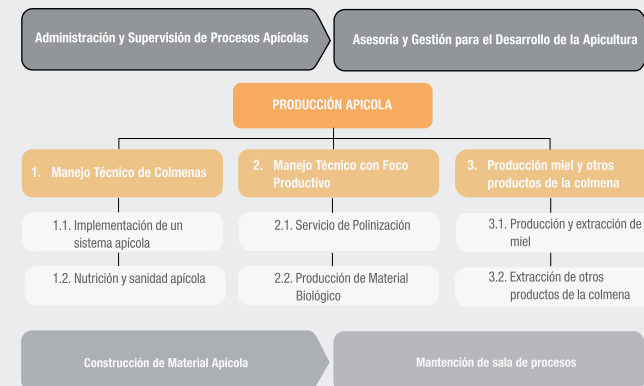 Administración y Supervisión de Procesos Apícolas
Asesoría y Gestión para el Desarrollo de la Apicultura
PRODUCCIÓN APICOLA
1. Manejo Técnico de Colmenas
2. Manejo Técnico con Foco
Productivo
3. Producción miel y otros
productos de la colmena
1.1. Implementación de un
sistema apícola
2.1. Servicio de Polinización
3.1. Producción y extracción de
miel
1.2. Nutrición y sanidad apícola
2.2. Producción de Material
Biológico
3.2. Extracción de otros
productos de la colmena
Construcción de Material Apícola
Mantención de sala de procesos